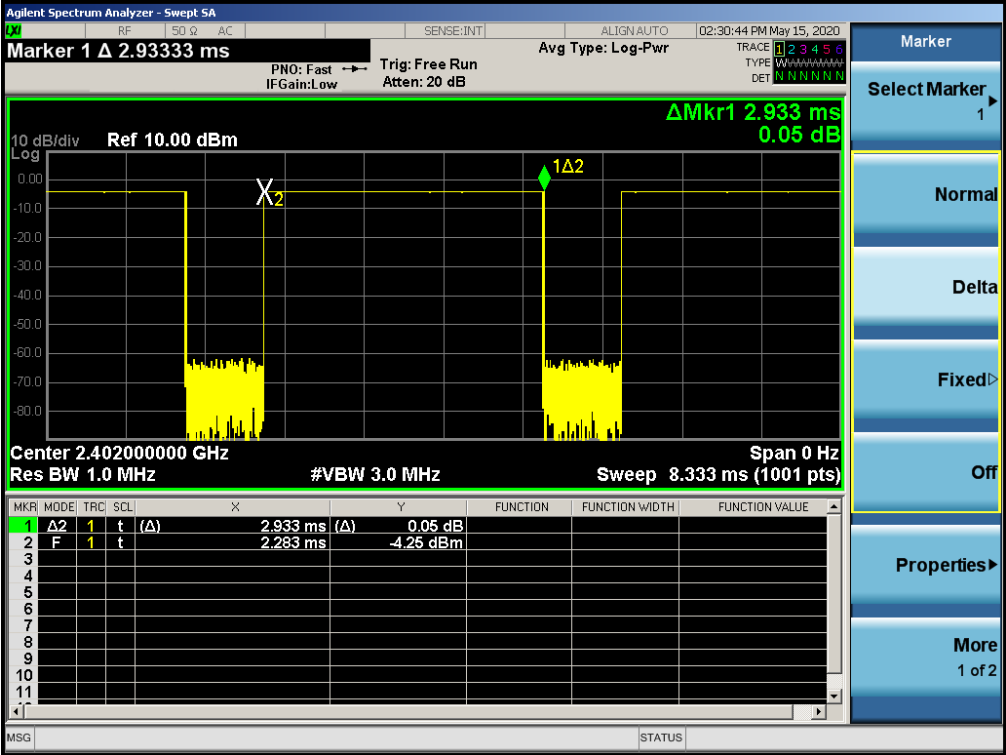 Agilent Spectrum Analyzer - Swept SA
LXI RF 50 Ω AC SENSE:INT ALIGN AUTO 02:30:44 PM May 15, 2020
Marker 1 Δ 2.93333 ms
PNO: Fast
IFGain:Low
Trig: Free Run
Atten: 20 dB
Avg Type: Log-Pwr
TRACE 1 2 3 4 5 6
TYPE WWWWWW
DET N N N N N N
ΔMkr1 2.933 ms
0.05 dB
10 dB/div Ref 10.00 dBm
Log
0.00
-10.0
-20.0
-30.0
-40.0
-50.0
-60.0
-70.0
-80.0
1Δ2
2
Center 2.402000000 GHz Span 0 Hz
Res BW 1.0 MHz #VBW 3.0 MHz Sweep 8.333 ms (1001 pts)
MKR MODE TRC SCL X Y FUNCTION FUNCTION WIDTH FUNCTION VALUE
1 Δ2 1 t (Δ) 2.933 ms (Δ) 0.05 dB
2 F 1 t 2.283 ms -4.25 dBm
3
4
5
6
7
8
9
10
11
MSG STATUS
Marker
Select Marker
1
Normal
Delta
Fixed
Off
Properties
More
1 of 2